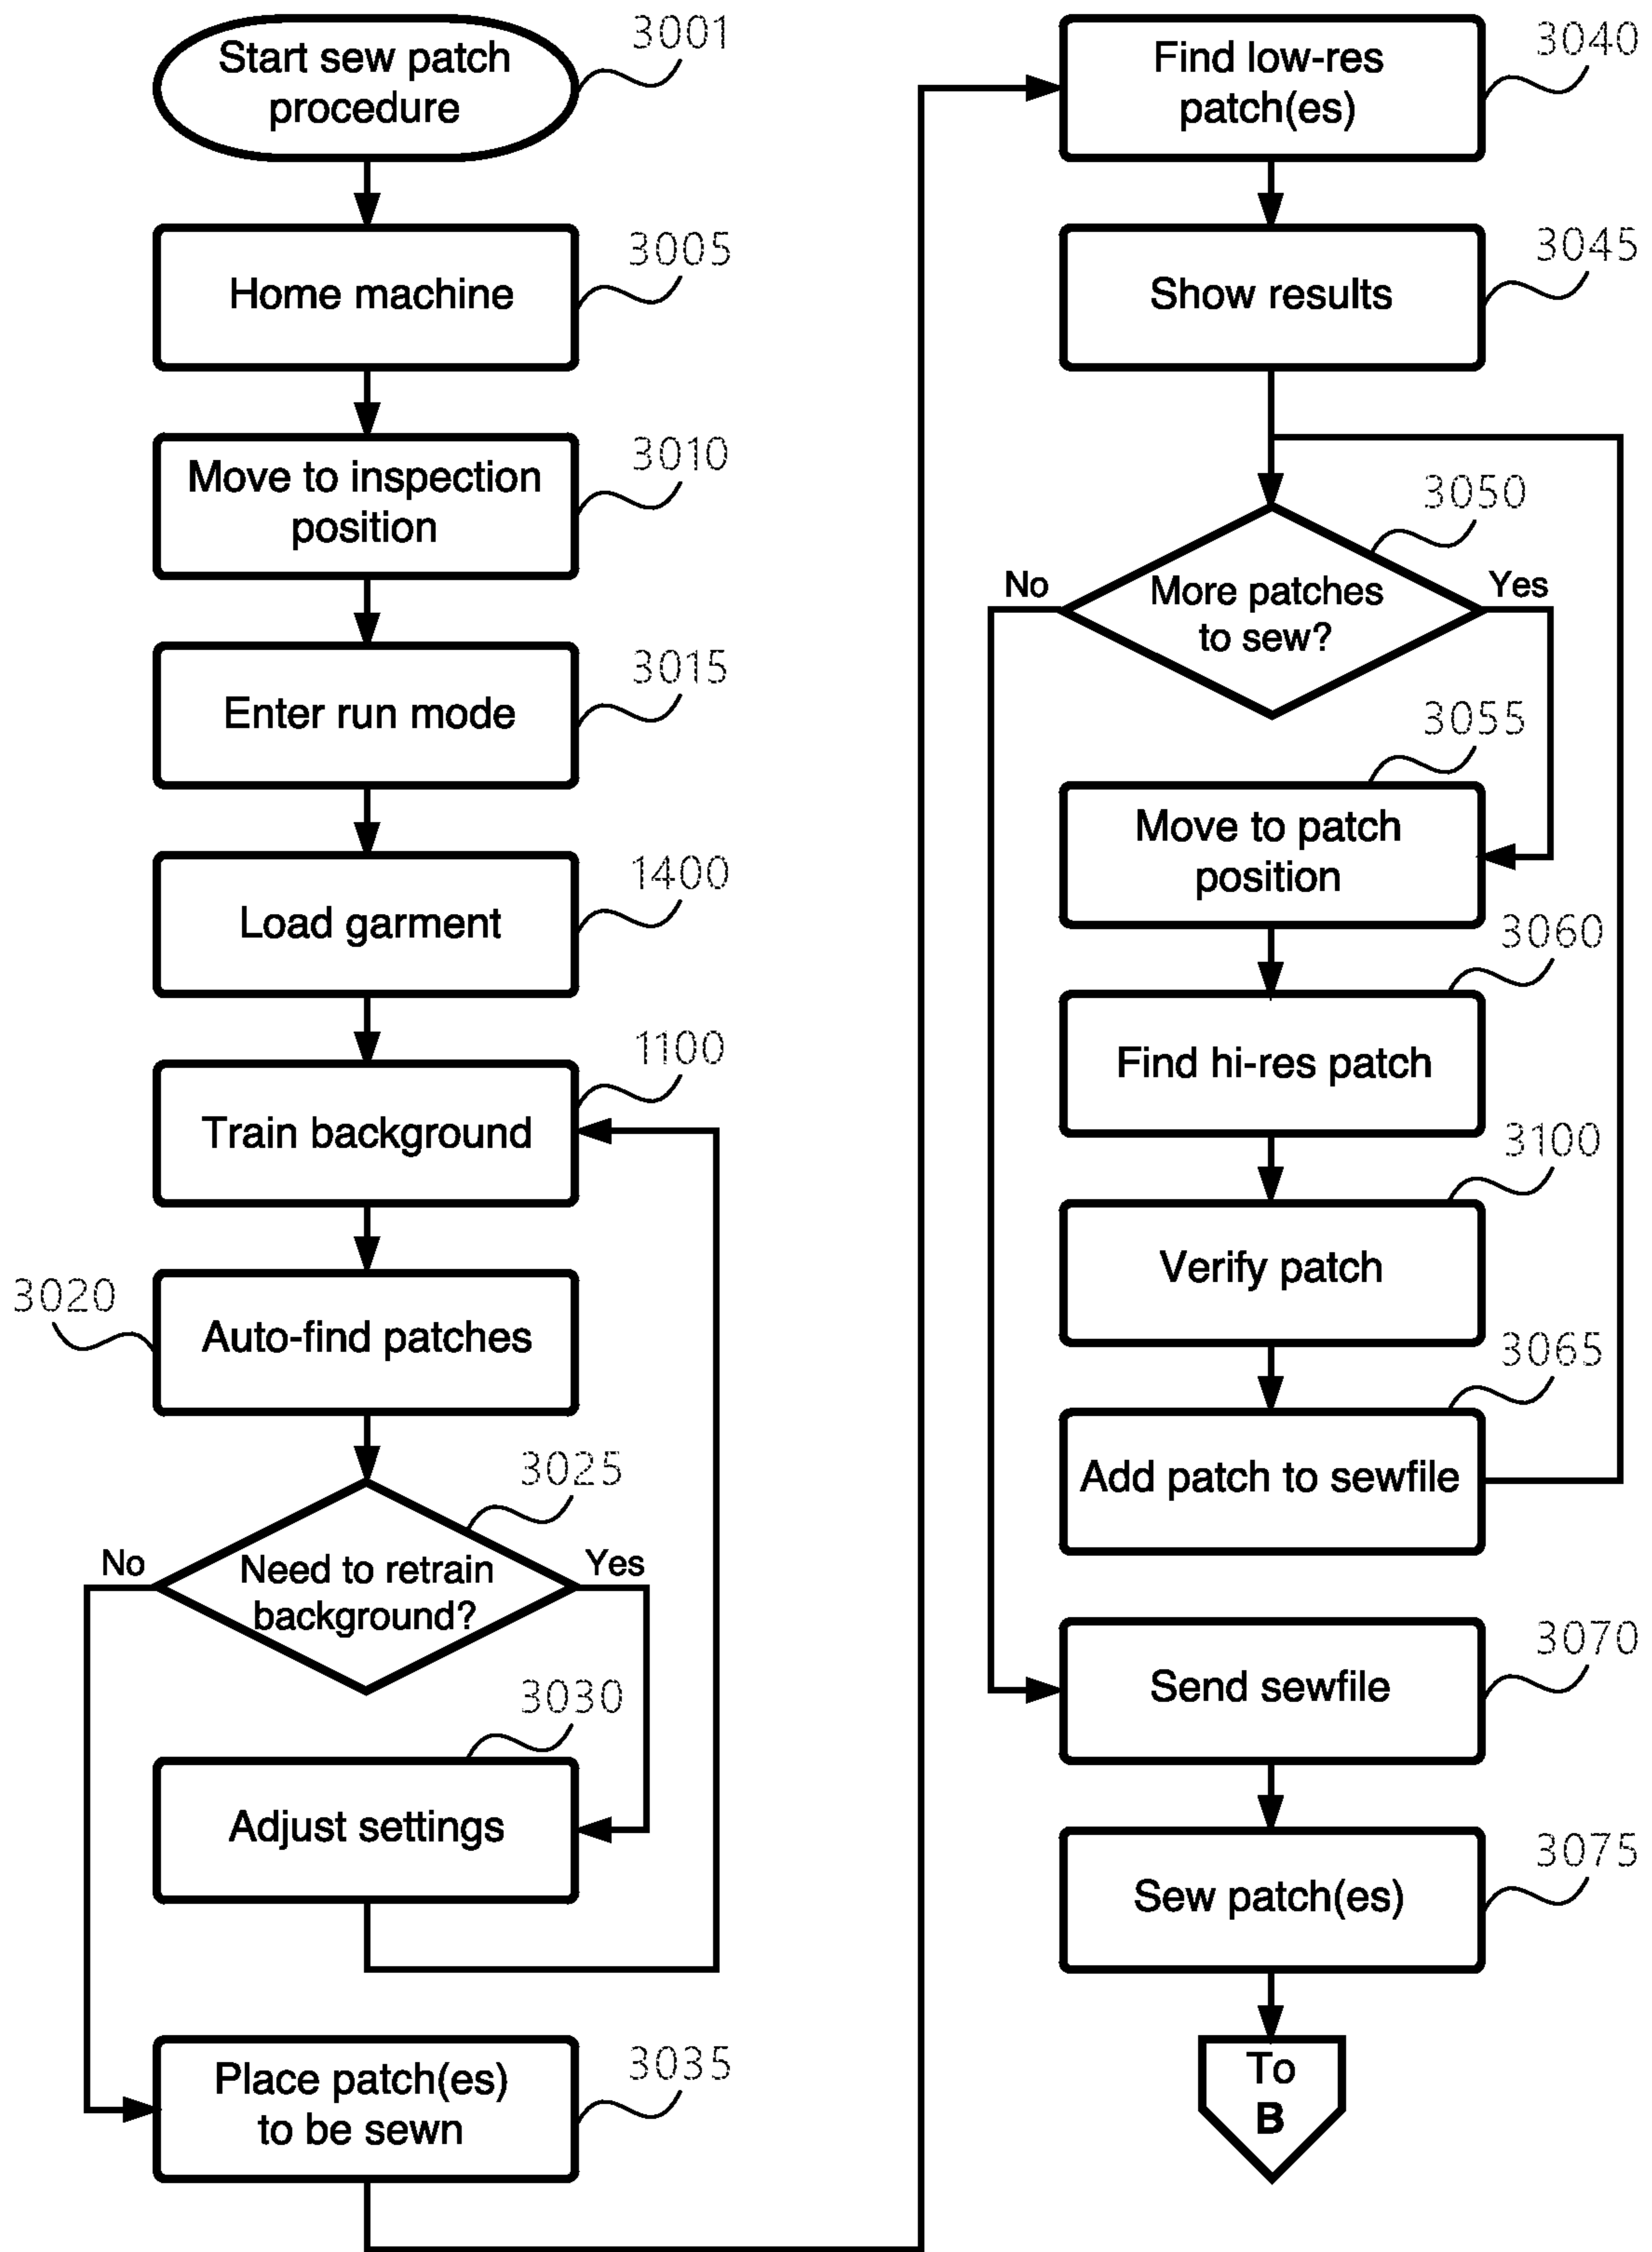 Start sew patch
procedure
3001
Home machine
3005
Move to inspection
position
3010
Enter run mode
3015
Load garment
1400
Train background
1100
Auto-find patches
3020
Need to retrain
background?
3025
No
Yes
Adjust settings
3030
Place patch(es)
to be sewn
3035
Find low-res
patch(es)
3040
Show results
3045
More patches
to sew?
3050
No
Yes
Move to patch
position
3055
Find hi-res patch
3060
Verify patch
3100
Add patch to sewfile
3065
Send sewfile
3070
Sew patch(es)
3075
To
B